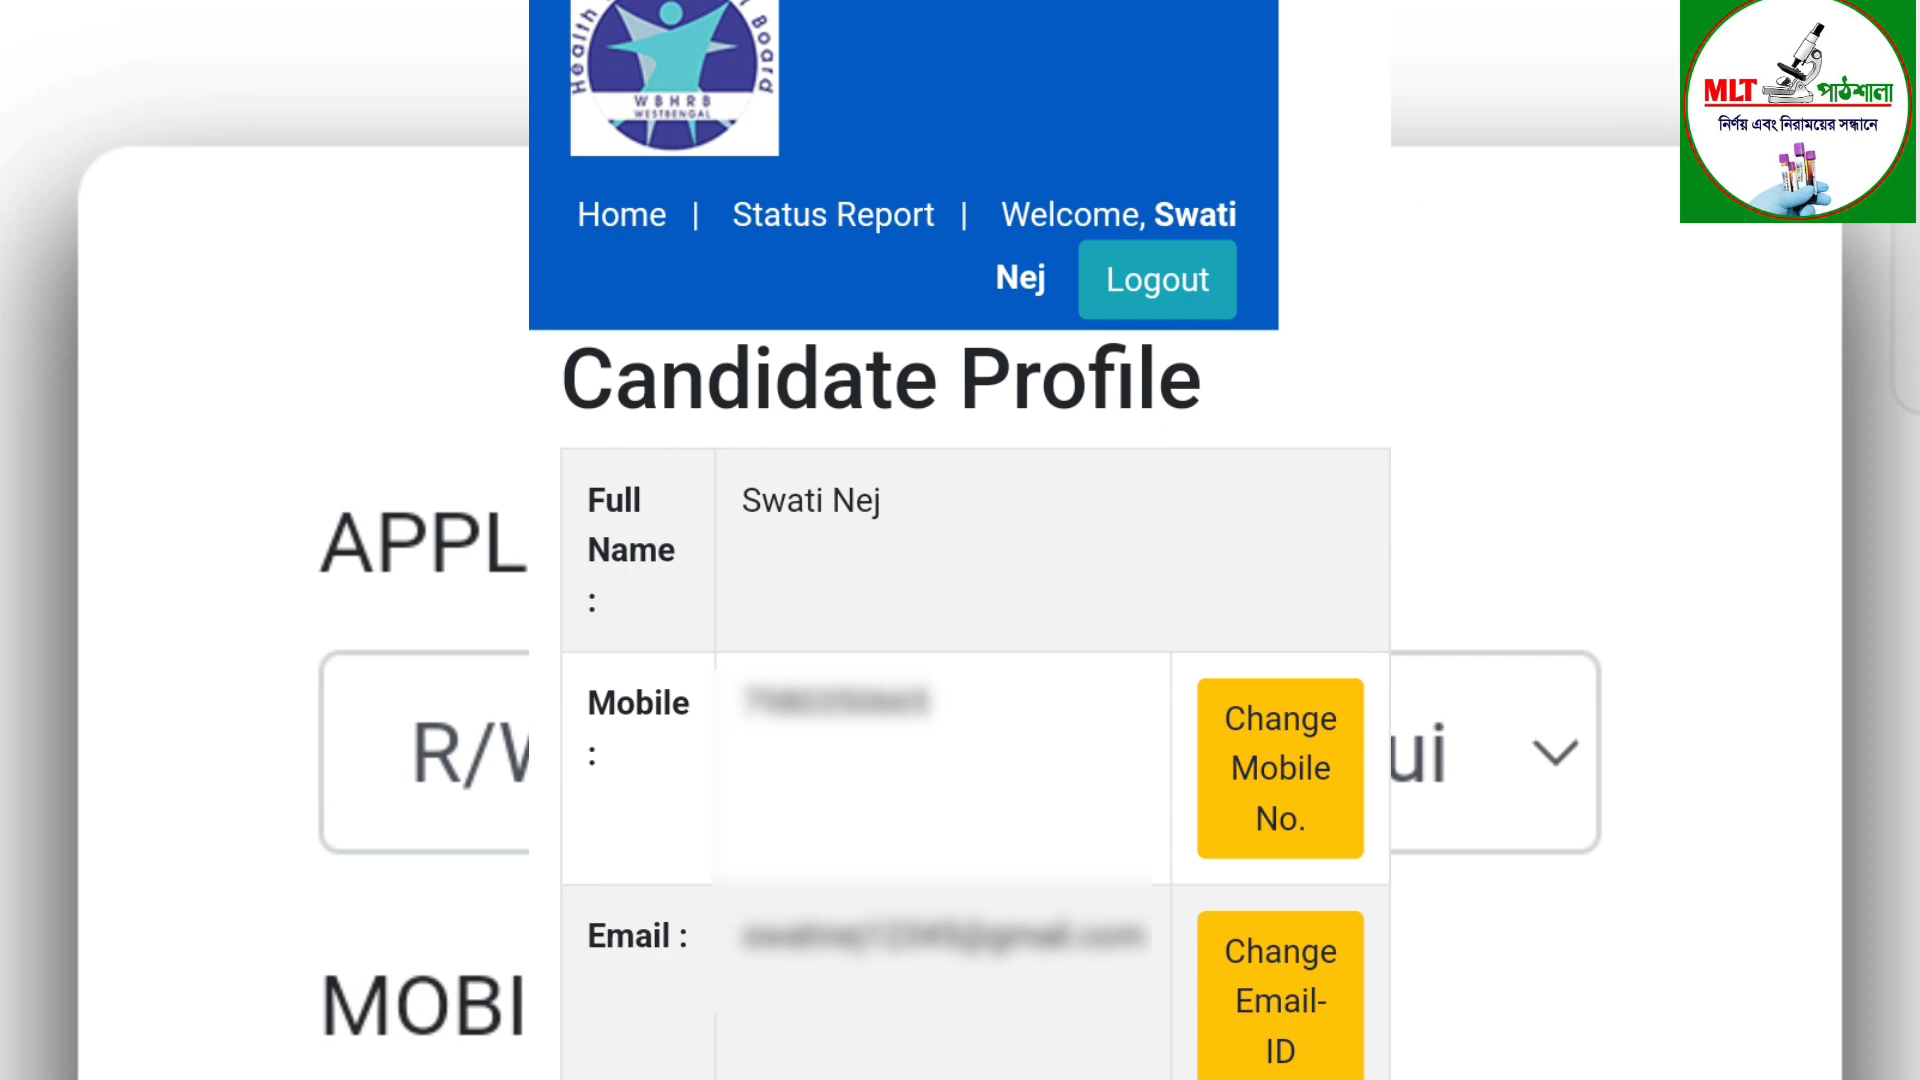 Health
Board
WBHRB
WESTBENGAL
MLT পাঠশালা
নির্ণয় এবং নিরাময়ের সন্ধানে
Home | Status Report | Welcome, Swati
Nej Logout
Candidate Profile
Full
Name
:
Swati Nej
APPL
Mobile
:
Change
Mobile
No.
R/W
ui
Email :
Change
Email-
ID
MOBI